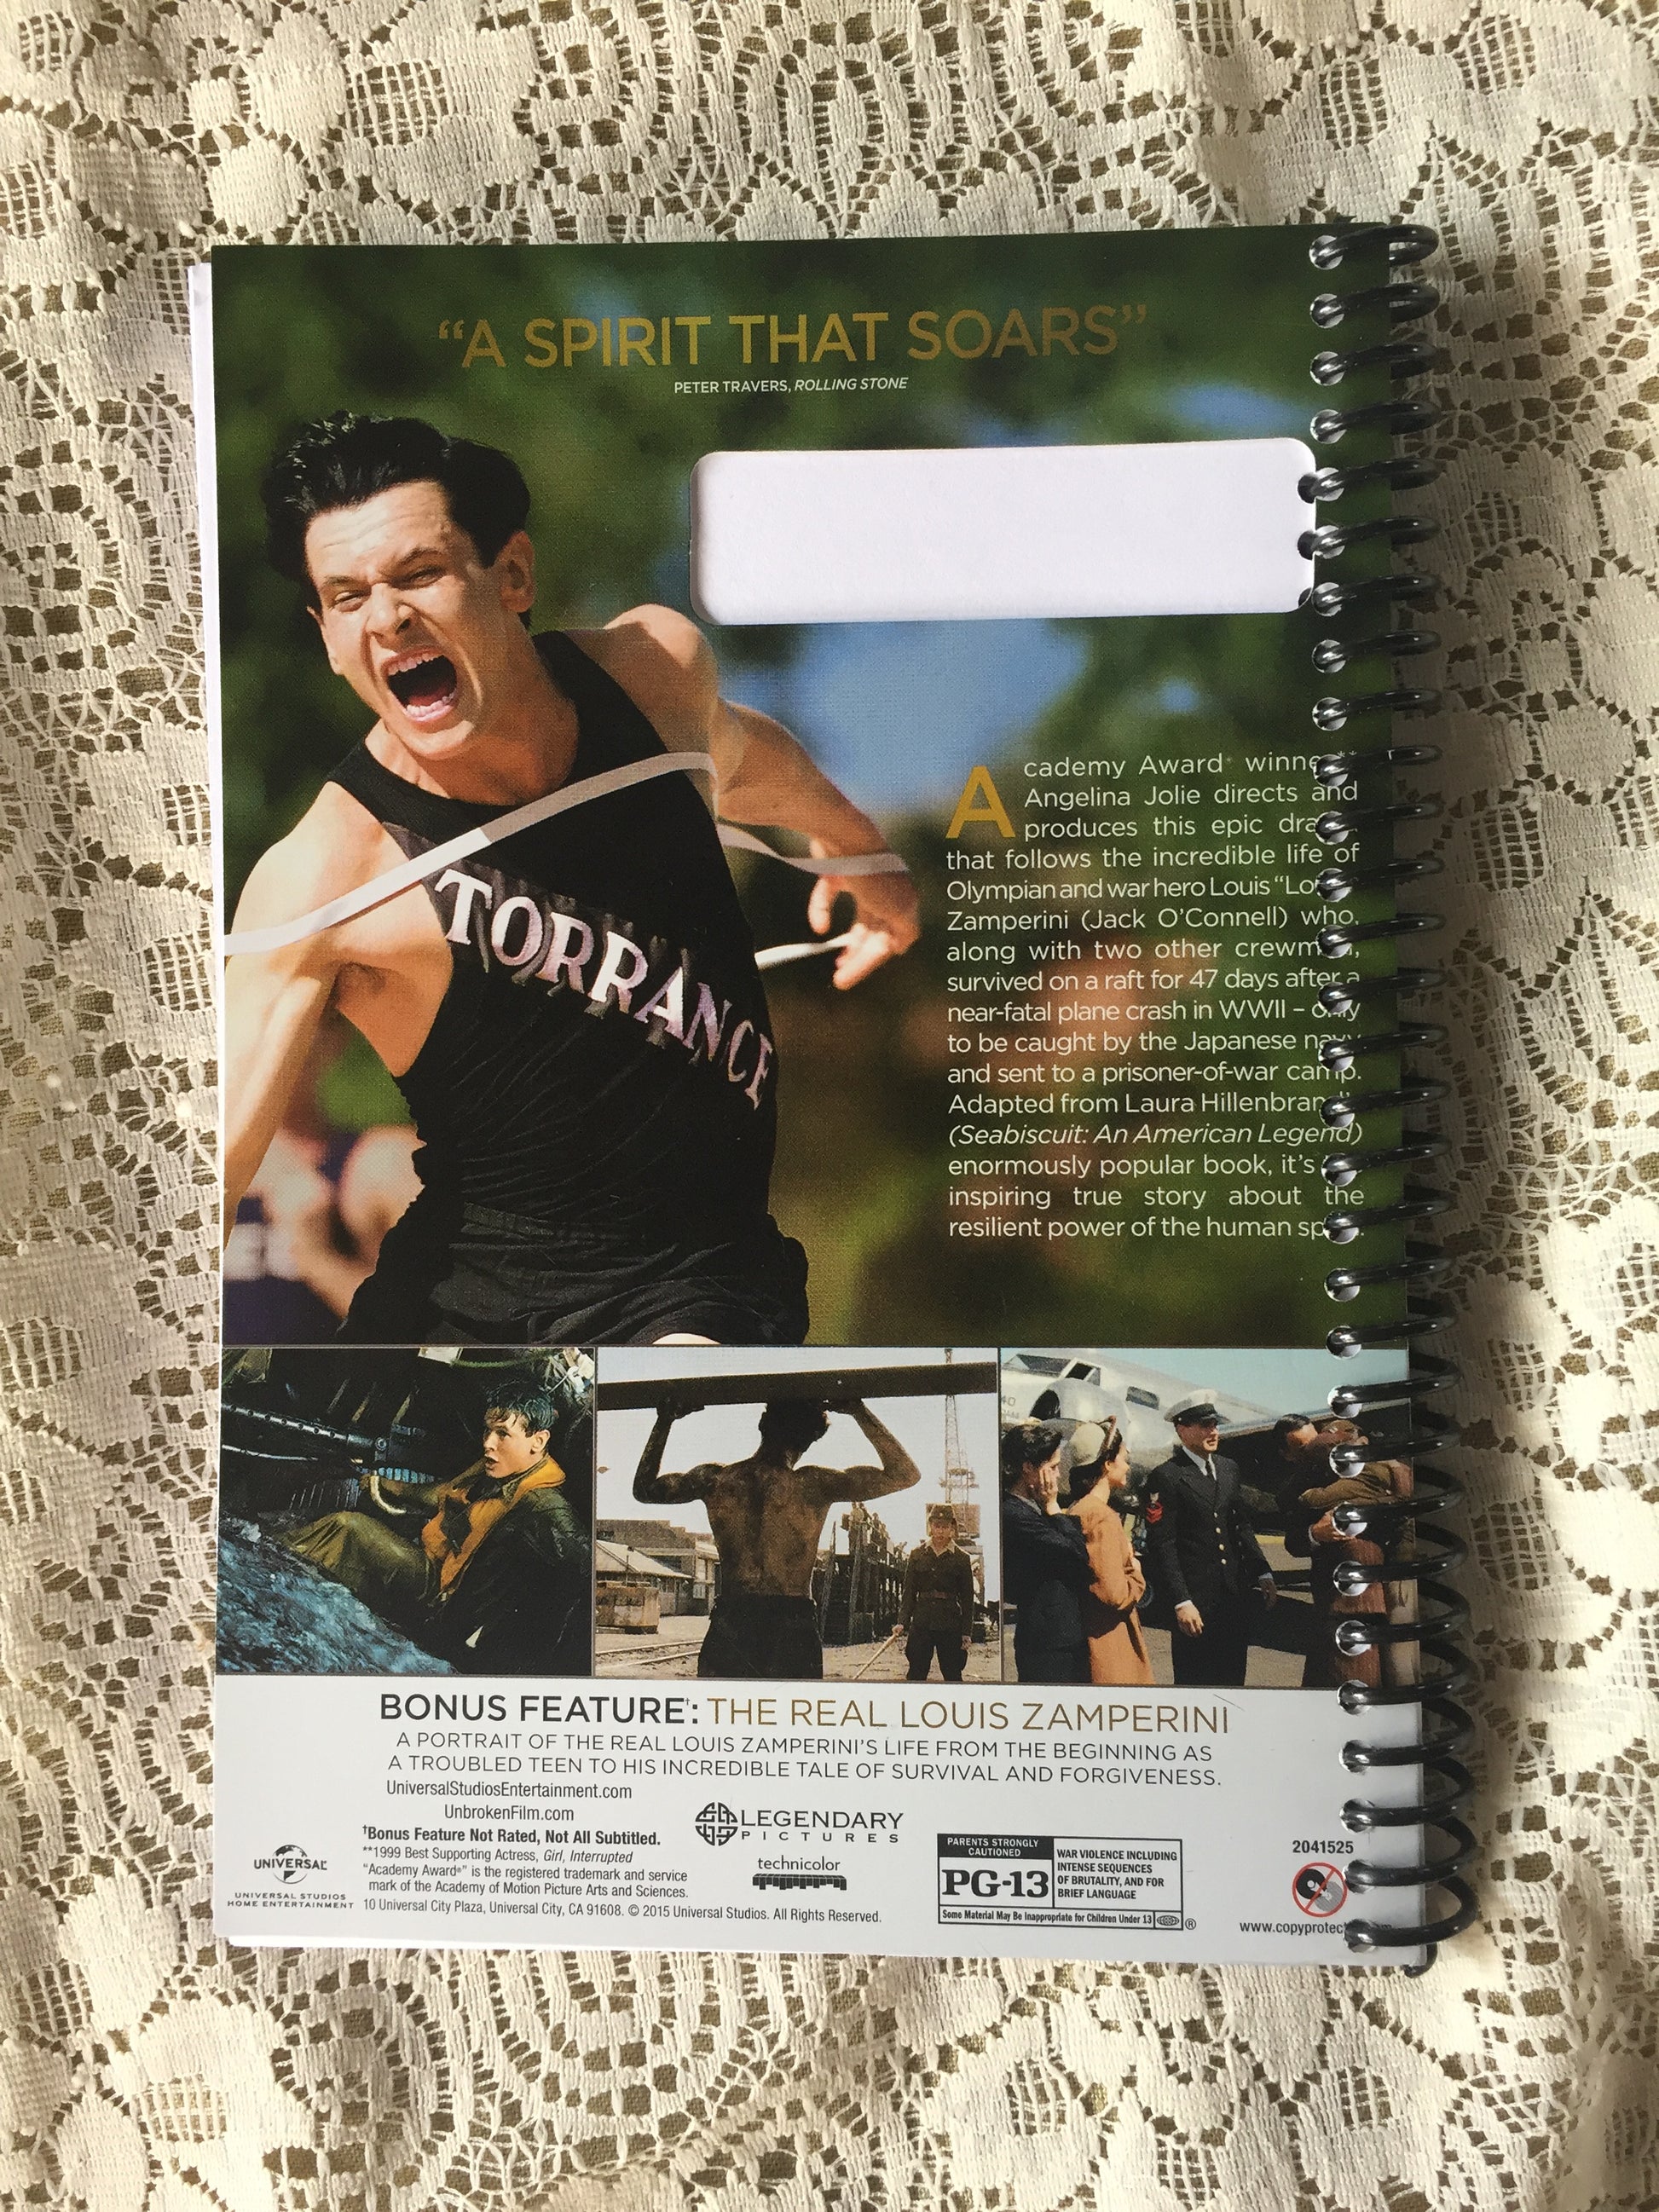 “A SPIRIT THAT SOARS”
PETER TRAVERS, ROLLING STONE
TORRANCE
Academy Award winne **
Angelina Jolie directs and
produces this epic
that follows the incredible life of
Olympian and war hero Louis
Zamperini (Jack O’Connell) who,
along with two other
survived on a raft for 47 days after a
near-fatal plane crash in WWII – only
to be caught by the Japanese navy
and sent to a prisoner-of-war camp.
Adapted from Laura
(Seabiscuit: An American Legend)
enormously popular book, it’s
inspiring true story about the
resilient power of the human
BONUS FEATURE†: THE REAL LOUIS ZAMPERINI
A PORTRAIT OF THE REAL LOUIS ZAMPERINI’S LIFE FROM THE BEGINNING AS
A TROUBLED TEEN TO HIS INCREDIBLE TALE OF SURVIVAL AND FORGIVENESS.
UniversalStudiosEntertainment.com
UnbrokenFilm.com
†Bonus Feature Not Rated, Not All Subtitled.
**1999 Best Supporting Actress, Girl, Interrupted
“Academy Award®” is the registered trademark and service
mark of the Academy of Motion Picture Arts and Sciences.
10 Universal City Plaza, Universal City, CA 91608. © 2015 Universal Studios. All Rights Reserved.
UNIVERSAL
UNIVERSAL STUDIOS
HOME ENTERTAINMENT
LEGENDARY
PICTURES
technicolor
PARENTS STRONGLY
CAUTIONED
PG-13
WAR VIOLENCE INCLUDING
INTENSE SEQUENCES
OF BRUTALITY, AND FOR
BRIEF LANGUAGE
Some Material May Be Inappropriate for Children Under 13
®
2041525